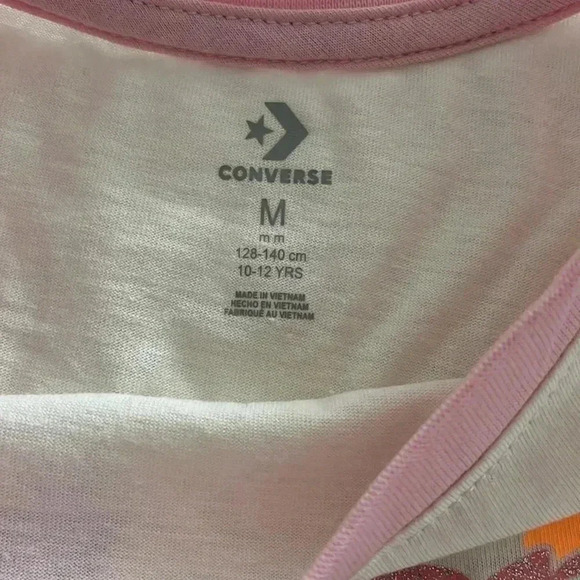 CONVERSE
M
m m
128-140 cm
10-12 YRS
MADE IN VIETNAM
HECHO EN VIETNAM
FABRIQUÉ AU VIETNAM